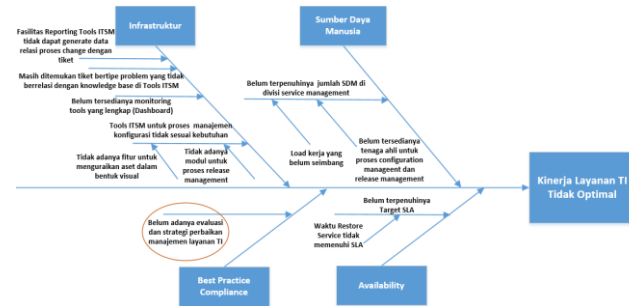 Infrastruktur
Sumber Daya
Manusia
Fasilitas Reporting Tools ITSM
tidak dapat generate data
relasi proses change dengan
tiket
Masih ditemukan tiket bertipe problem yang tidak
berrelasi dengan knowledge base di Tools ITSM
Belum tersedianya monitoring
tools yang lengkap (Dashboard)
Tools ITSM untuk proses manajemen
konfigurasi tidak sesuai kebutuhan
Tidak adanya fitur untuk
menguraikan aset dalam
bentuk visual
Tidak adanya
modul untuk
proses release
management
Belum terpenuhinya jumlah SDM di
divisi service management
Load kerja yang
belum seimbang
Belum tersedianya
tenaga ahli untuk
proses configuration
manageent dan
release management
Kinerja Layanan TI
Tidak Optimal
Belum adanya evaluasi
dan strategi perbaikan
manajemen layanan TI
Belum terpenuhinya
Target SLA
Waktu Restore
Service tidak
memenuhi SLA
Best Practice
Compliance
Availability